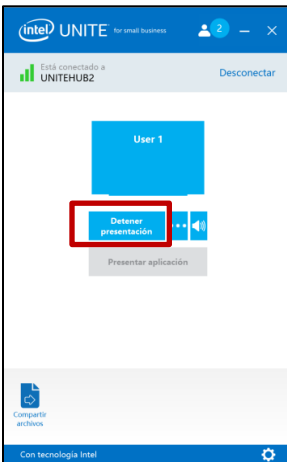 intel UNITE™ for small business 2
Está conectado a
UNITEHUB2
Desconectar
User 1
Detener
presentación
Presentar aplicación
Compartir
archivos
Con tecnología Intel